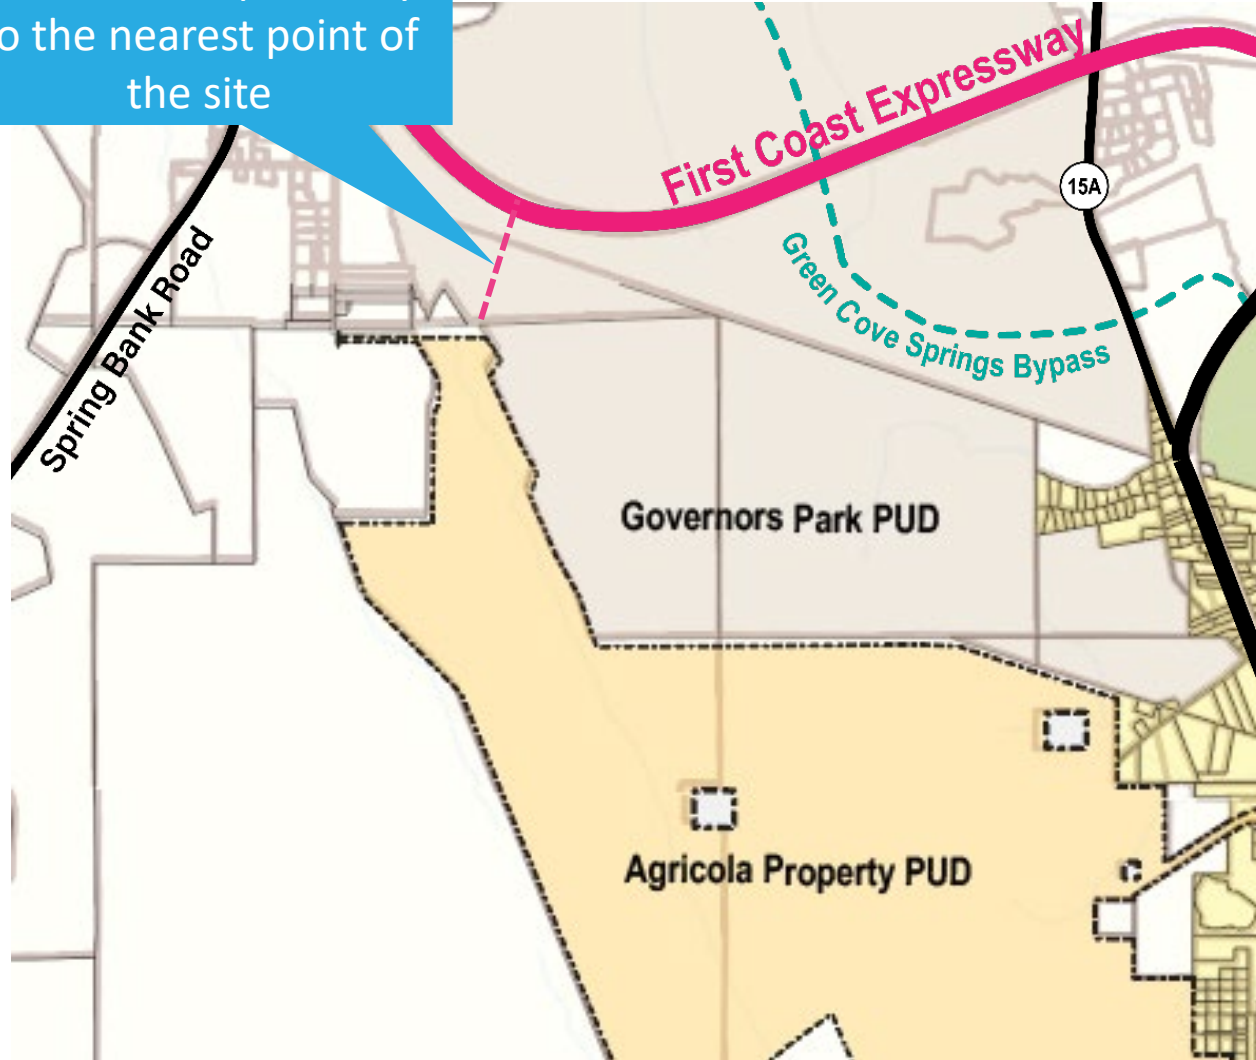 to the nearest point of
the site
First Coast Expressway
15A
Spring Bank Road
Green Cove Springs Bypass
Governors Park PUD
Agricola Property PUD